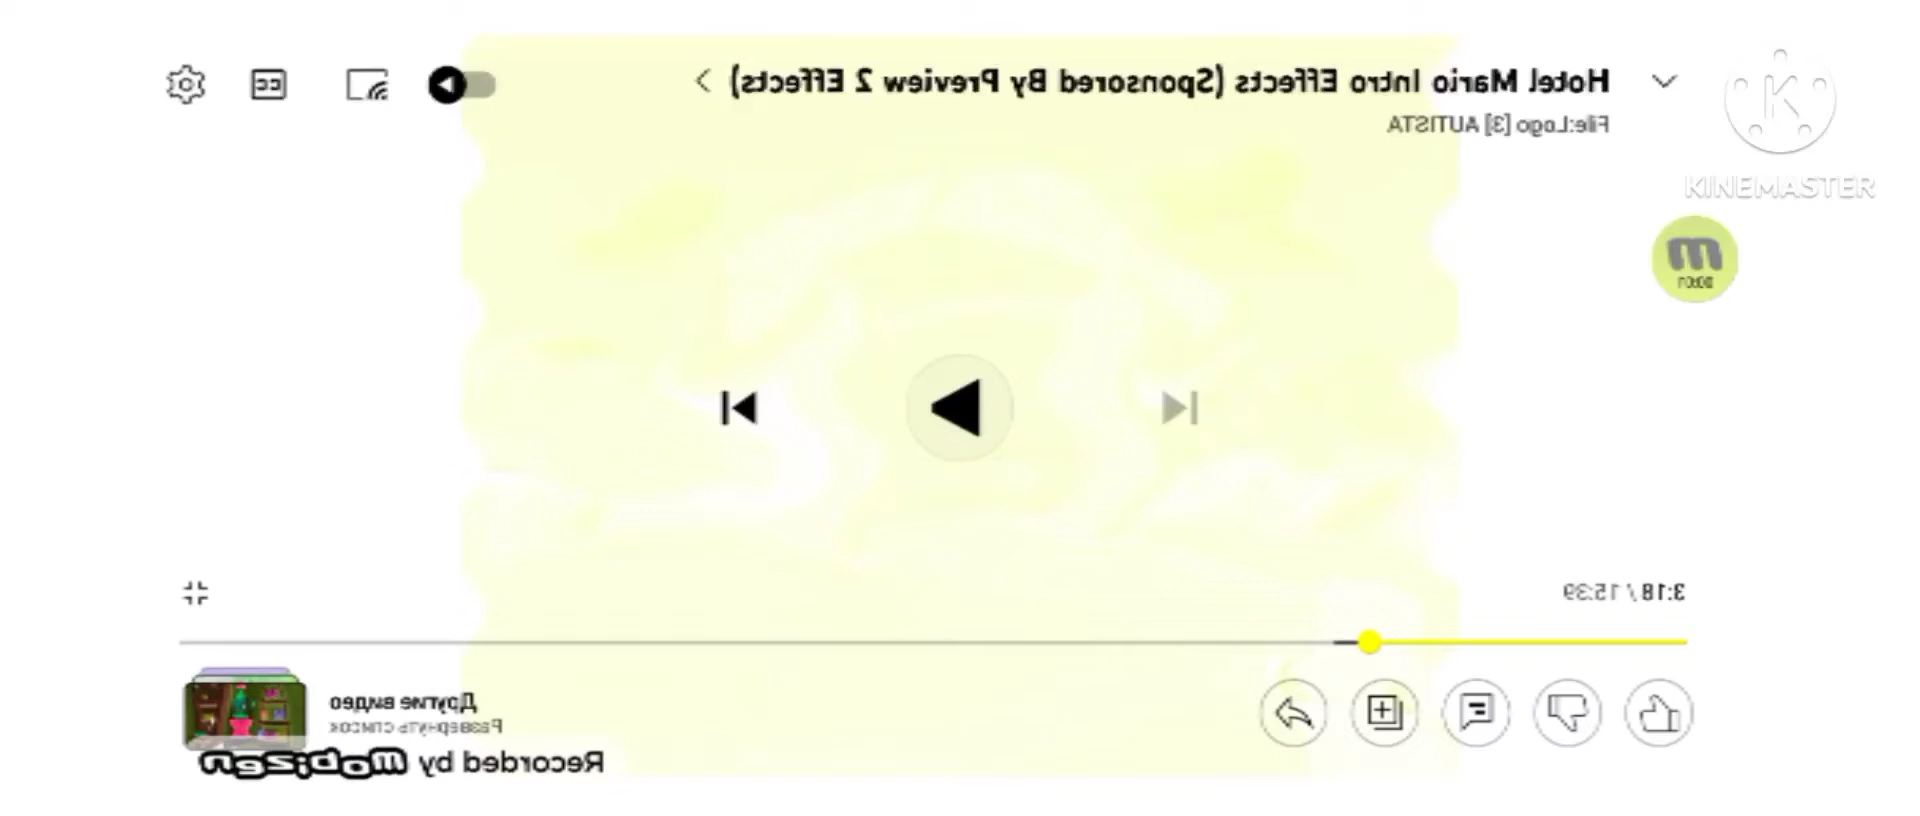 Hotel Mario Intro Effects (Sponsored By Preview 2 Effects)
File:Logo [3] AUTISTA
CC
K
KINEMASTER
m
3:18 / 15:39
Другие видео
Развернуть список
Recorded by mobizen